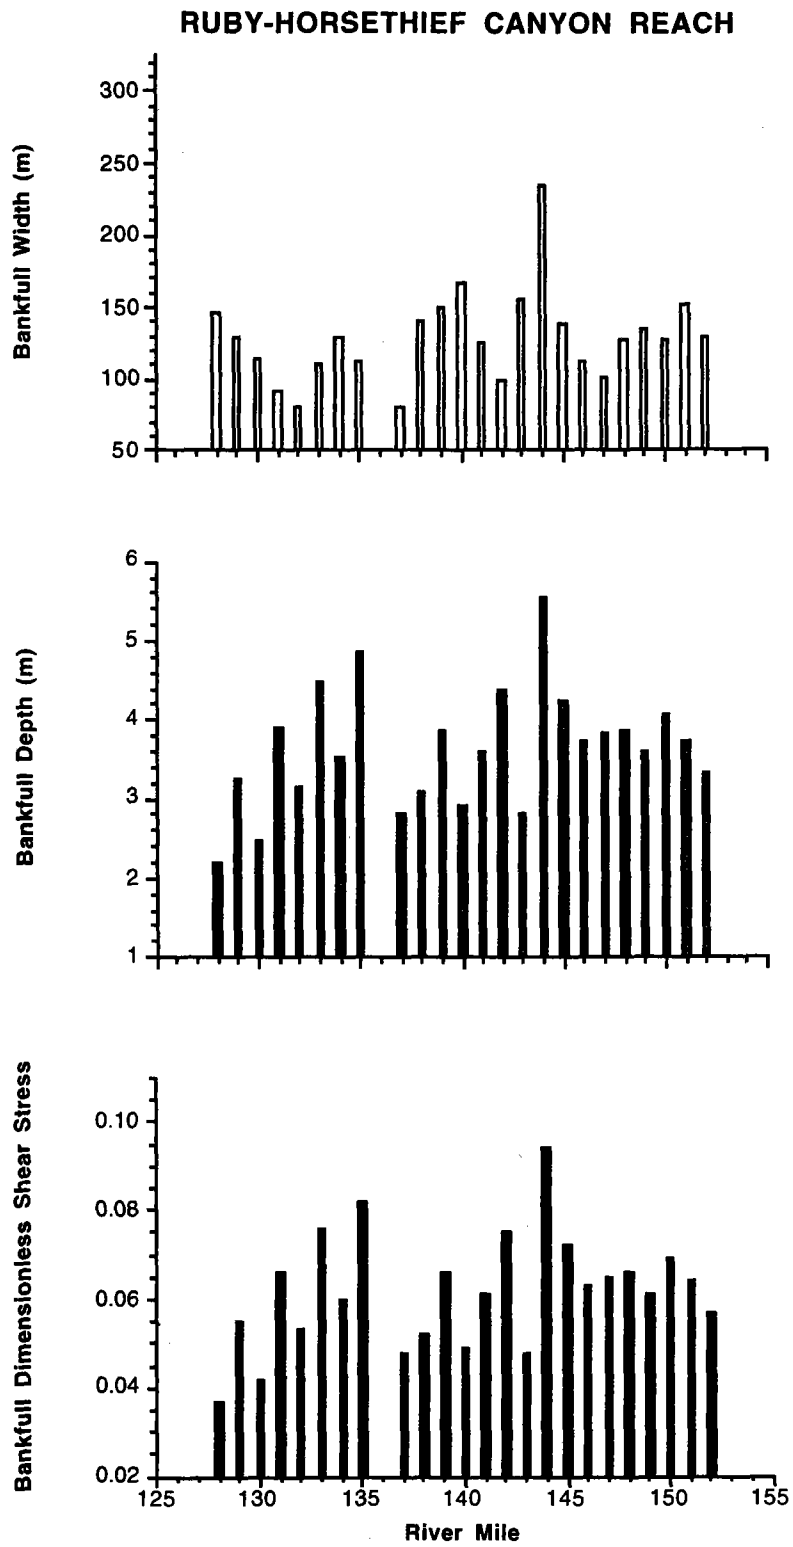 RUBY-HORSETHIEF CANYON REACH
Bankfull Width (m)
300
250
200
150
100
50
Bankfull Depth (m)
6
5
4
3
2
1
Bankfull Dimensionless Shear Stress
0.10
0.08
0.06
0.04
0.02
125 130 135 140 145 150 155
River Mile